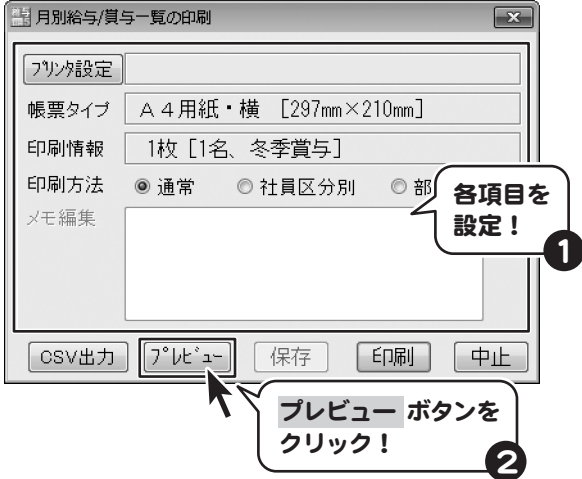 月別給与/賞与一覧の印刷
ﾌﾟﾘﾝﾀ設定
帳票タイプ A4用紙・横 [297mm×210mm]
印刷情報 1枚 [1名、冬季賞与]
印刷方法 通常 社員区分別 部
メモ編集
各項目を
設定！
1
CSV出力 ﾌﾟﾚﾋﾞｭｰ 保存 印刷 中止
プレビュー ボタンを
クリック！
2